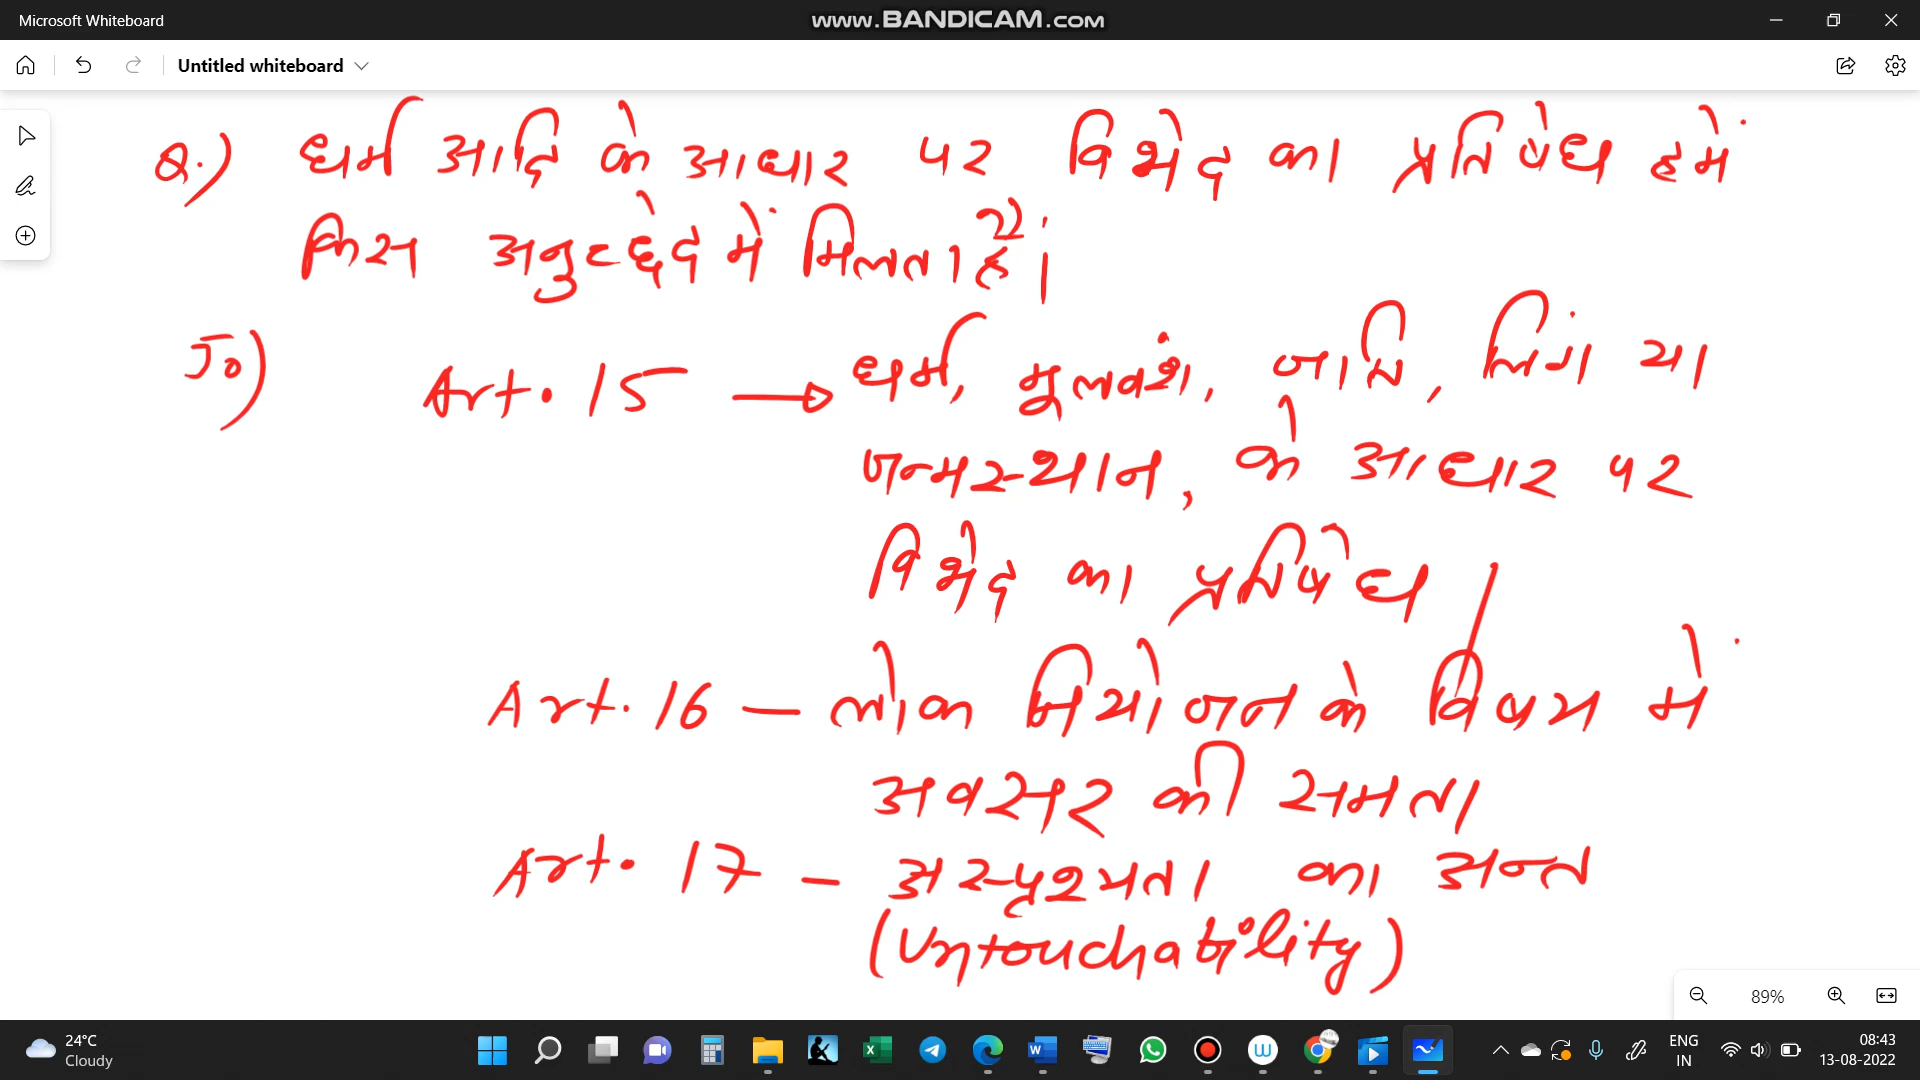 Microsoft Whiteboard
www.BANDICAM.com
Untitled whiteboard
Q.) धर्म आदि के आधार पर विभेद का प्रतिषेध हमें
किस अनुच्छेद में मिलता है।
J०)
Art. 15 → धर्म, मुलवंश, जाति, लिंग या
जन्मस्थान, के आधार पर
विभेद का प्रतिषेध
Art. 16 – लोक नियोजन के विषय में
अवसर की समता
Art. 17 – अस्पृश्यता का अन्त
(Untouchability)
89%
24°C
Cloudy
ENG
IN
08:43
13-08-2022